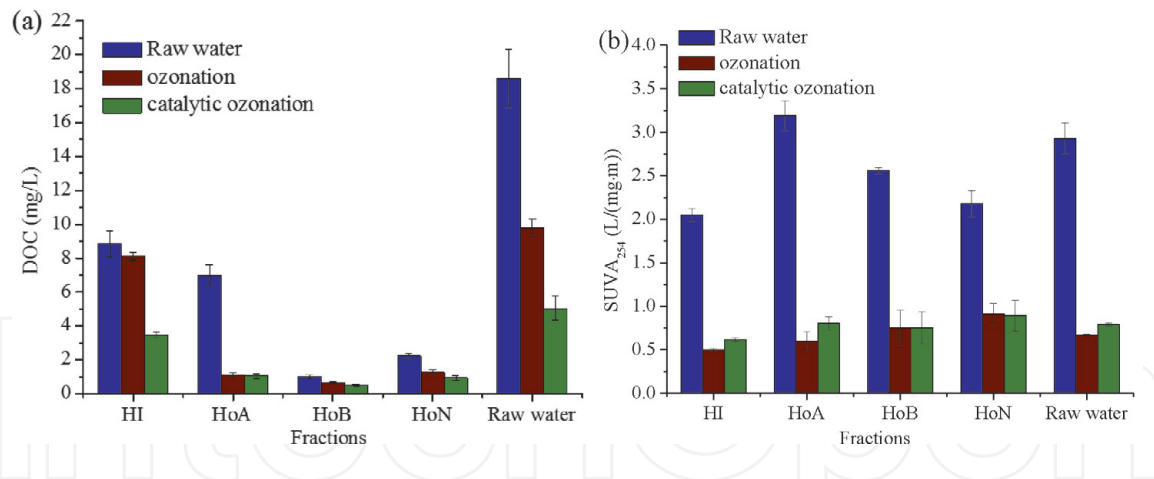 (a)
22
20
18
16
14
12
10
8
6
4
2
0
DOC (mg/L)
Raw water
ozonation
catalytic ozonation
HI HoA HoB HoN Raw water
Fractions
(b)
4.0
3.5
3.0
2.5
2.0
1.5
1.0
0.5
0.0
SUVA254 (L/(mg·m))
Raw water
ozonation
catalytic ozonation
HI HoA HoB HoN Raw water
Fractions